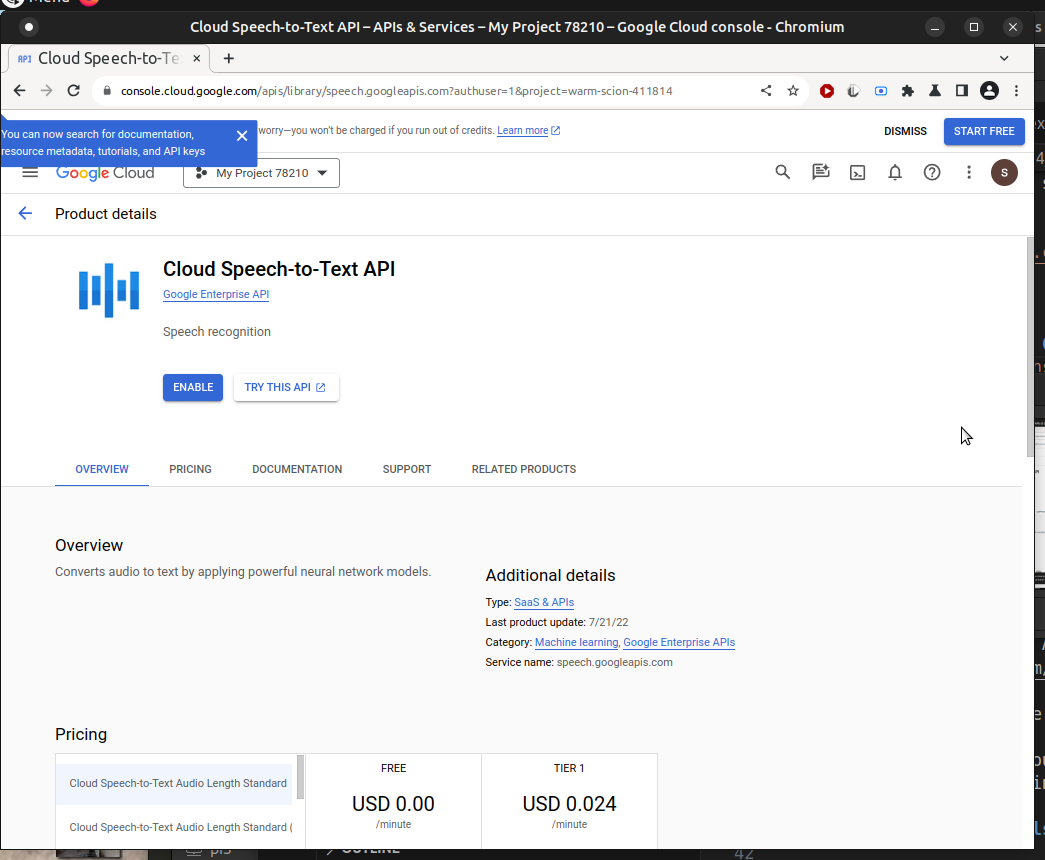 Menu
Cloud Speech-to-Text API – APIs & Services – My Project 78210 – Google Cloud console - Chromium
API Cloud Speech-to-Te
console.cloud.google.com/apis/library/speech.googleapis.com?authuser=1&project=warm-scion-411814
You can now search for documentation,
resource metadata, tutorials, and API keys
worry—you won't be charged if you run out of credits. Learn more
DISMISS
START FREE
Google Cloud
My Project 78210
S
Product details
Cloud Speech-to-Text API
Google Enterprise API
Speech recognition
ENABLE
TRY THIS API
OVERVIEW PRICING DOCUMENTATION SUPPORT RELATED PRODUCTS
Overview
Converts audio to text by applying powerful neural network models.
Additional details
Type: SaaS & APIs
Last product update: 7/21/22
Category: Machine learning, Google Enterprise APIs
Service name: speech.googleapis.com
Pricing
Cloud Speech-to-Text Audio Length Standard
Cloud Speech-to-Text Audio Length Standard (
FREE
USD 0.00
/minute
TIER 1
USD 0.024
/minute
OUTLINE
42